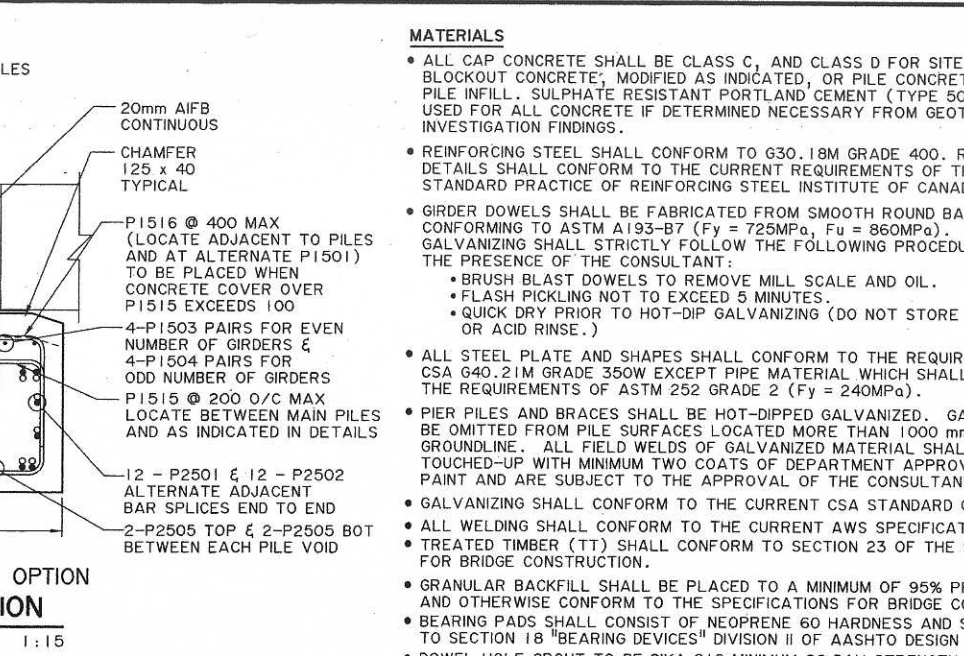 LES
20mm AIFB
CONTINUOUS
CHAMFER
125 x 40
TYPICAL
P1516 @ 400 MAX
(LOCATE ADJACENT TO PILES
AND AT ALTERNATE P1501)
TO BE PLACED WHEN
CONCRETE COVER OVER
P1515 EXCEEDS 100
4-P1503 PAIRS FOR EVEN
NUMBER OF GIRDERS &
4-P1504 PAIRS FOR
ODD NUMBER OF GIRDERS
P1515 @ 200 O/C MAX
LOCATE BETWEEN MAIN PILES
AND AS INDICATED IN DETAILS
12 - P2501 & 12 - P2502
ALTERNATE ADJACENT
BAR SPLICES END TO END
2-P2505 TOP & 2-P2505 BOT
BETWEEN EACH PILE VOID
OPTION
ION
1:15
MATERIALS
• ALL CAP CONCRETE SHALL BE CLASS C, AND CLASS D FOR SITE
BLOCKOUT CONCRETE, MODIFIED AS INDICATED, OR PILE CONCRET
PILE INFILL. SULPHATE RESISTANT PORTLAND CEMENT (TYPE 50
USED FOR ALL CONCRETE IF DETERMINED NECESSARY FROM GEOT
INVESTIGATION FINDINGS.
• REINFORCING STEEL SHALL CONFORM TO G30.18M GRADE 400. R
DETAILS SHALL CONFORM TO THE CURRENT REQUIREMENTS OF T
STANDARD PRACTICE OF REINFORCING STEEL INSTITUTE OF CANA
• GIRDER DOWELS SHALL BE FABRICATED FROM SMOOTH ROUND BA
CONFORMING TO ASTM A193-B7 (Fy = 725MPa, Fu = 860MPa).
GALVANIZING SHALL STRICTLY FOLLOW THE FOLLOWING PROCEDU
THE PRESENCE OF THE CONSULTANT:
• BRUSH BLAST DOWELS TO REMOVE MILL SCALE AND OIL.
• FLASH PICKLING NOT TO EXCEED 5 MINUTES.
• QUICK DRY PRIOR TO HOT-DIP GALVANIZING (DO NOT STORE
OR ACID RINSE.)
• ALL STEEL PLATE AND SHAPES SHALL CONFORM TO THE REQUIR
CSA G40.21M GRADE 350W EXCEPT PIPE MATERIAL WHICH SHALL
THE REQUIREMENTS OF ASTM 252 GRADE 2 (Fy = 240MPa).
• PIER PILES AND BRACES SHALL BE HOT-DIPPED GALVANIZED. GA
BE OMITTED FROM PILE SURFACES LOCATED MORE THAN 1000 mm
GROUNDLINE. ALL FIELD WELDS OF GALVANIZED MATERIAL SHAL
TOUCHED-UP WITH MINIMUM TWO COATS OF DEPARTMENT APPROV
PAINT AND ARE SUBJECT TO THE APPROVAL OF THE CONSULTAN
• GALVANIZING SHALL CONFORM TO THE CURRENT CSA STANDARD
• ALL WELDING SHALL CONFORM TO THE CURRENT AWS SPECIFICAT
• TREATED TIMBER (TT) SHALL CONFORM TO SECTION 23 OF THE
FOR BRIDGE CONSTRUCTION.
• GRANULAR BACKFILL SHALL BE PLACED TO A MINIMUM OF 95% P
AND OTHERWISE CONFORM TO THE SPECIFICATIONS FOR BRIDGE CO
• BEARING PADS SHALL CONSIST OF NEOPRENE 60 HARDNESS AND S
TO SECTION 18 "BEARING DEVICES" DIVISION II OF AASHTO DESIGN